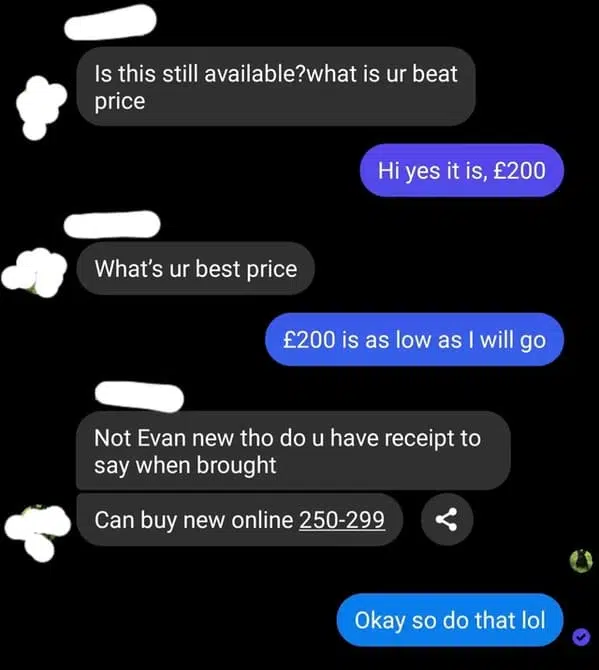 Is this still available?what is ur beat
price
Hi yes it is, £200
What's ur best price
£200 is as low as I will go
Not Evan new tho do u have receipt to
say when brought
Can buy new online 250-299
Okay so do that lol